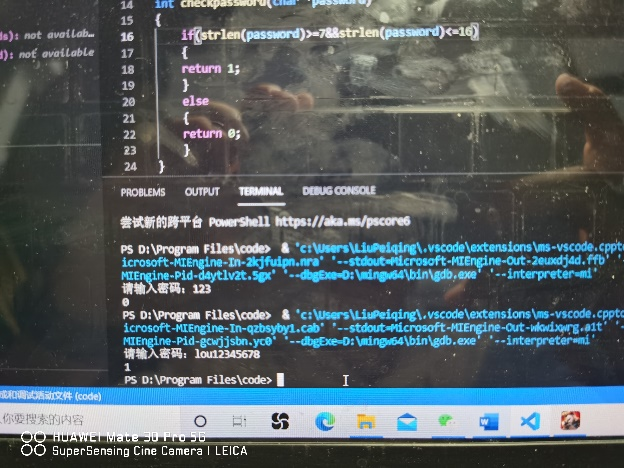 14 int checkpassword(char *password)
15 {
ds): not availab…
16 if(strlen(password)>=7&&strlen(password)<=16)
): not available
17 {
18 return 1;
19 }
20 else
21 {
22 return 0;
23 }
24 }
PROBLEMS OUTPUT TERMINAL DEBUG CONSOLE
尝试新的跨平台 PowerShell https://aka.ms/pscore6
PS D:\Program Files\code> & 'c:\Users\LiuPeiqing\.vscode\extensions\ms-vscode.cppto
icrosoft-MIEngine-In-2kjfuipn.nra' '--stdout=Microsoft-MIEngine-Out-2euxdj4d.ffb'
MIEngine-Pid-d4ytlv2t.5gx' '--dbgExe=D:\mingw64\bin\gdb.exe' '--interpreter=mi'
请输入密码: 123
0
PS D:\Program Files\code> & 'c:\Users\LiuPeiqing\.vscode\extensions\ms-vscode.cppto
icrosoft-MIEngine-In-qzbsyby1.cab' '--stdout=Microsoft-MIEngine-Out-wkwixwrg.a1t' '
MIEngine-Pid-gcwjjsbn.yc0' '--dbgExe=D:\mingw64\bin\gdb.exe' '--interpreter=mi'
请输入密码: lou12345678
1
PS D:\Program Files\code>
成和调试活动文件 (code)
你要搜索的内容
HUAWEI Mate 30 Pro 5G
SuperSensing Cine Camera | LEICA